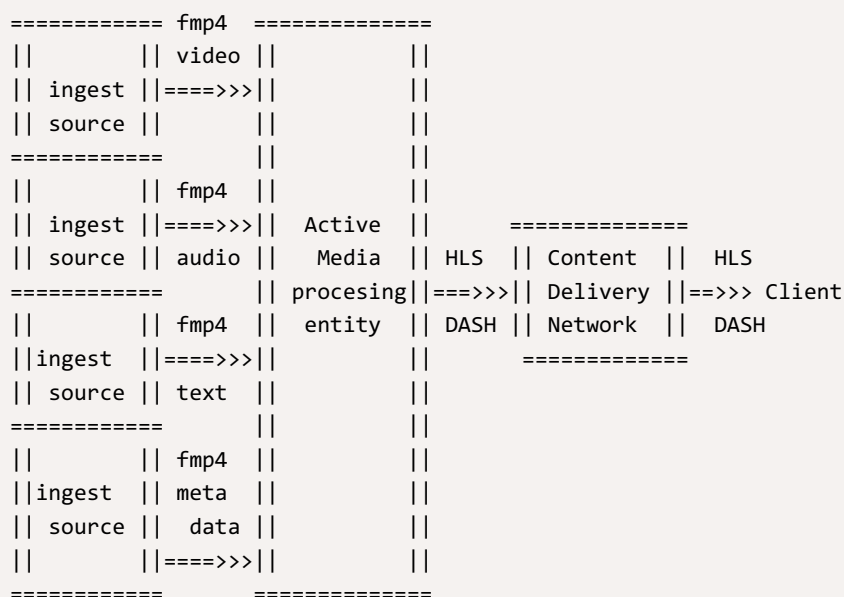 ============ fmp4  ==============
||        || video ||          ||
|| ingest ||====>>>||          ||
|| source ||       ||          ||
============       ||          ||
||        || fmp4  ||          ||
|| ingest ||====>>>||  Active  ||      ==============
|| source || audio ||   Media  || HLS  || Content   ||  HLS
============       || procesing||===>>>|| Delivery ||==>>> Client
||        || fmp4  ||  entity  || DASH || Network  ||  DASH
||ingest  ||====>>>||          ||       =============
|| source || text  ||          ||
============       ||          ||
||        || fmp4  ||          ||
||ingest  || meta  ||          ||
|| source ||  data ||          ||
||        ||====>>>||          ||
============       ==============